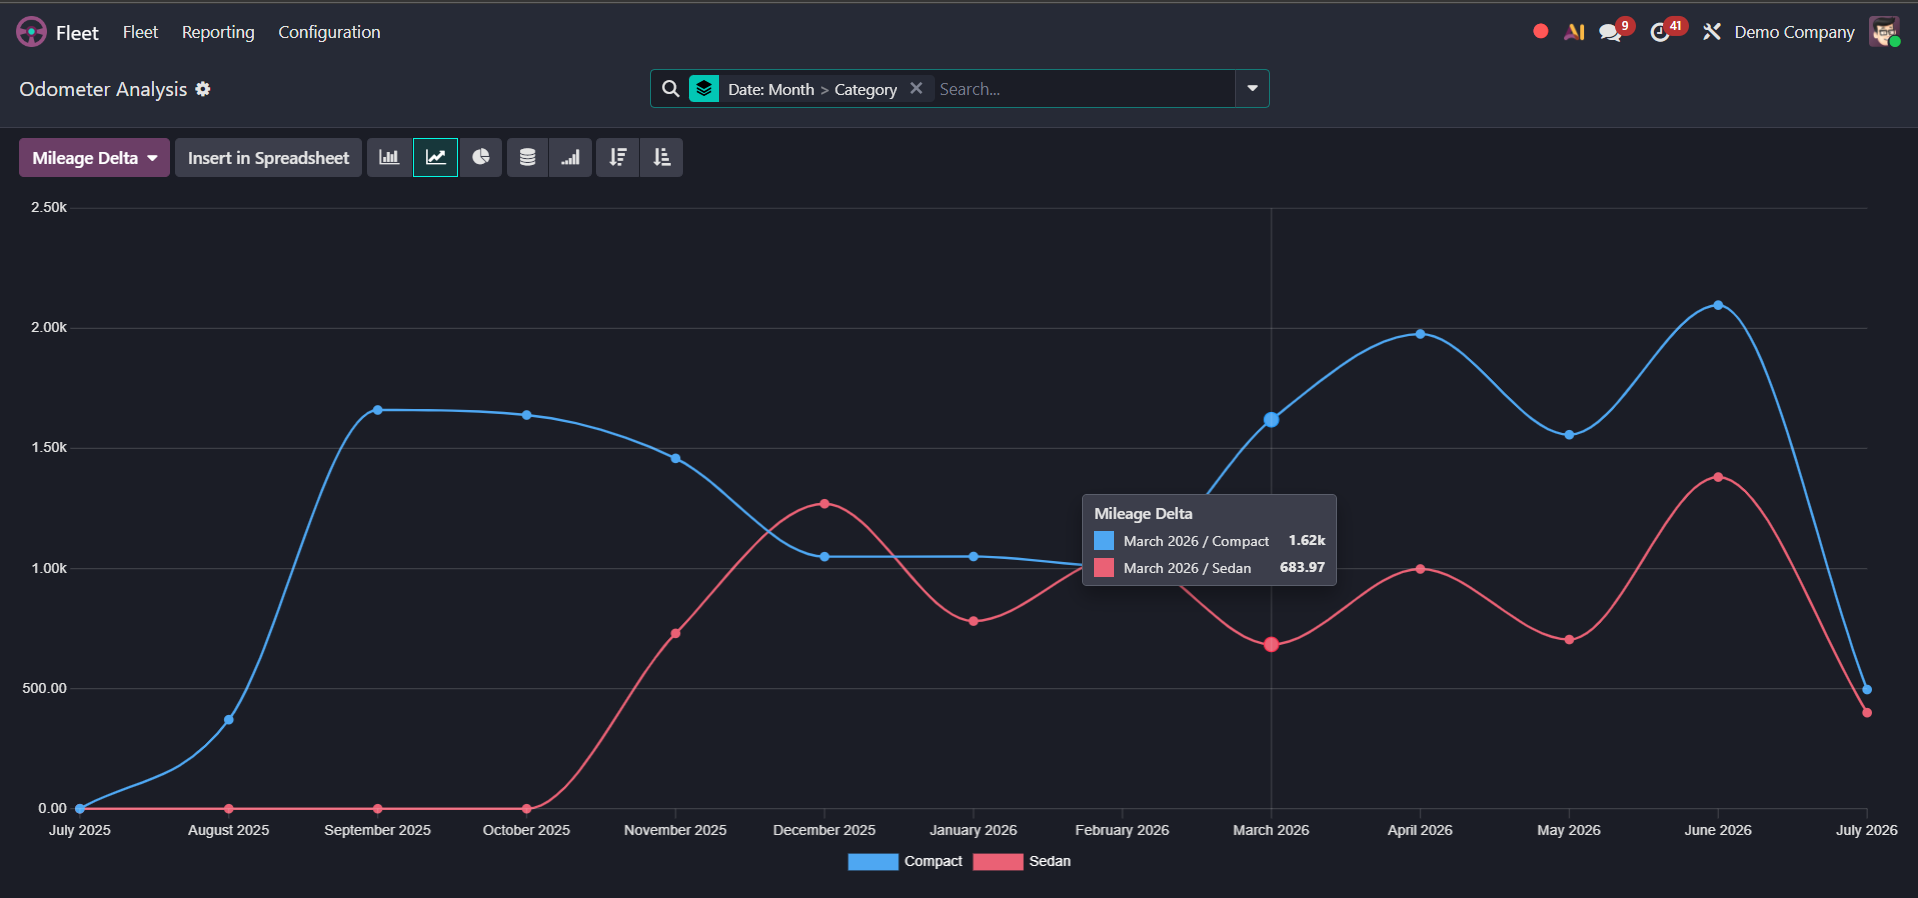 Fleet Fleet Reporting Configuration AI 9 41 Demo Company
Odometer Analysis Date: Month > Category Search...
Mileage Delta Insert in Spreadsheet
2.50k
2.00k
1.50k
1.00k
500.00
0.00
Mileage Delta
March 2026 / Compact 1.62k
March 2026 / Sedan 683.97
July 2025 August 2025 September 2025 October 2025 November 2025 December 2025 January 2026 February 2026 March 2026 April 2026 May 2026 June 2026 July 2026
Compact Sedan